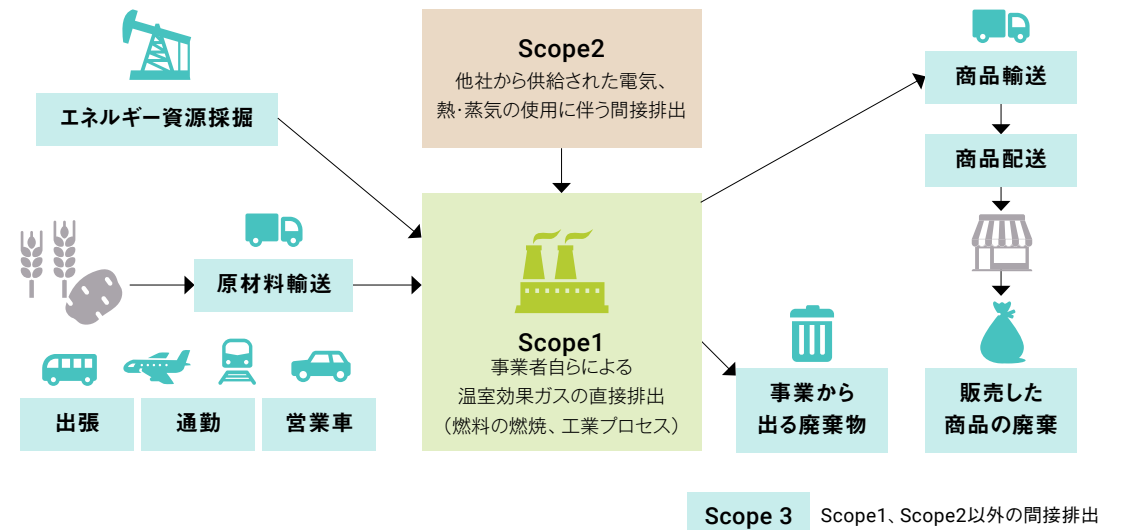 エネルギー資源採掘
Scope2
他社から供給された電気、
熱・蒸気の使用に伴う間接排出
商品輸送
商品配送
原材料輸送
Scope1
事業者自らによる
温室効果ガスの直接排出
（燃料の燃焼、工業プロセス）
出張
通勤
営業車
事業から
出る廃棄物
販売した
商品の廃棄
Scope 3
Scope1、Scope2以外の間接排出